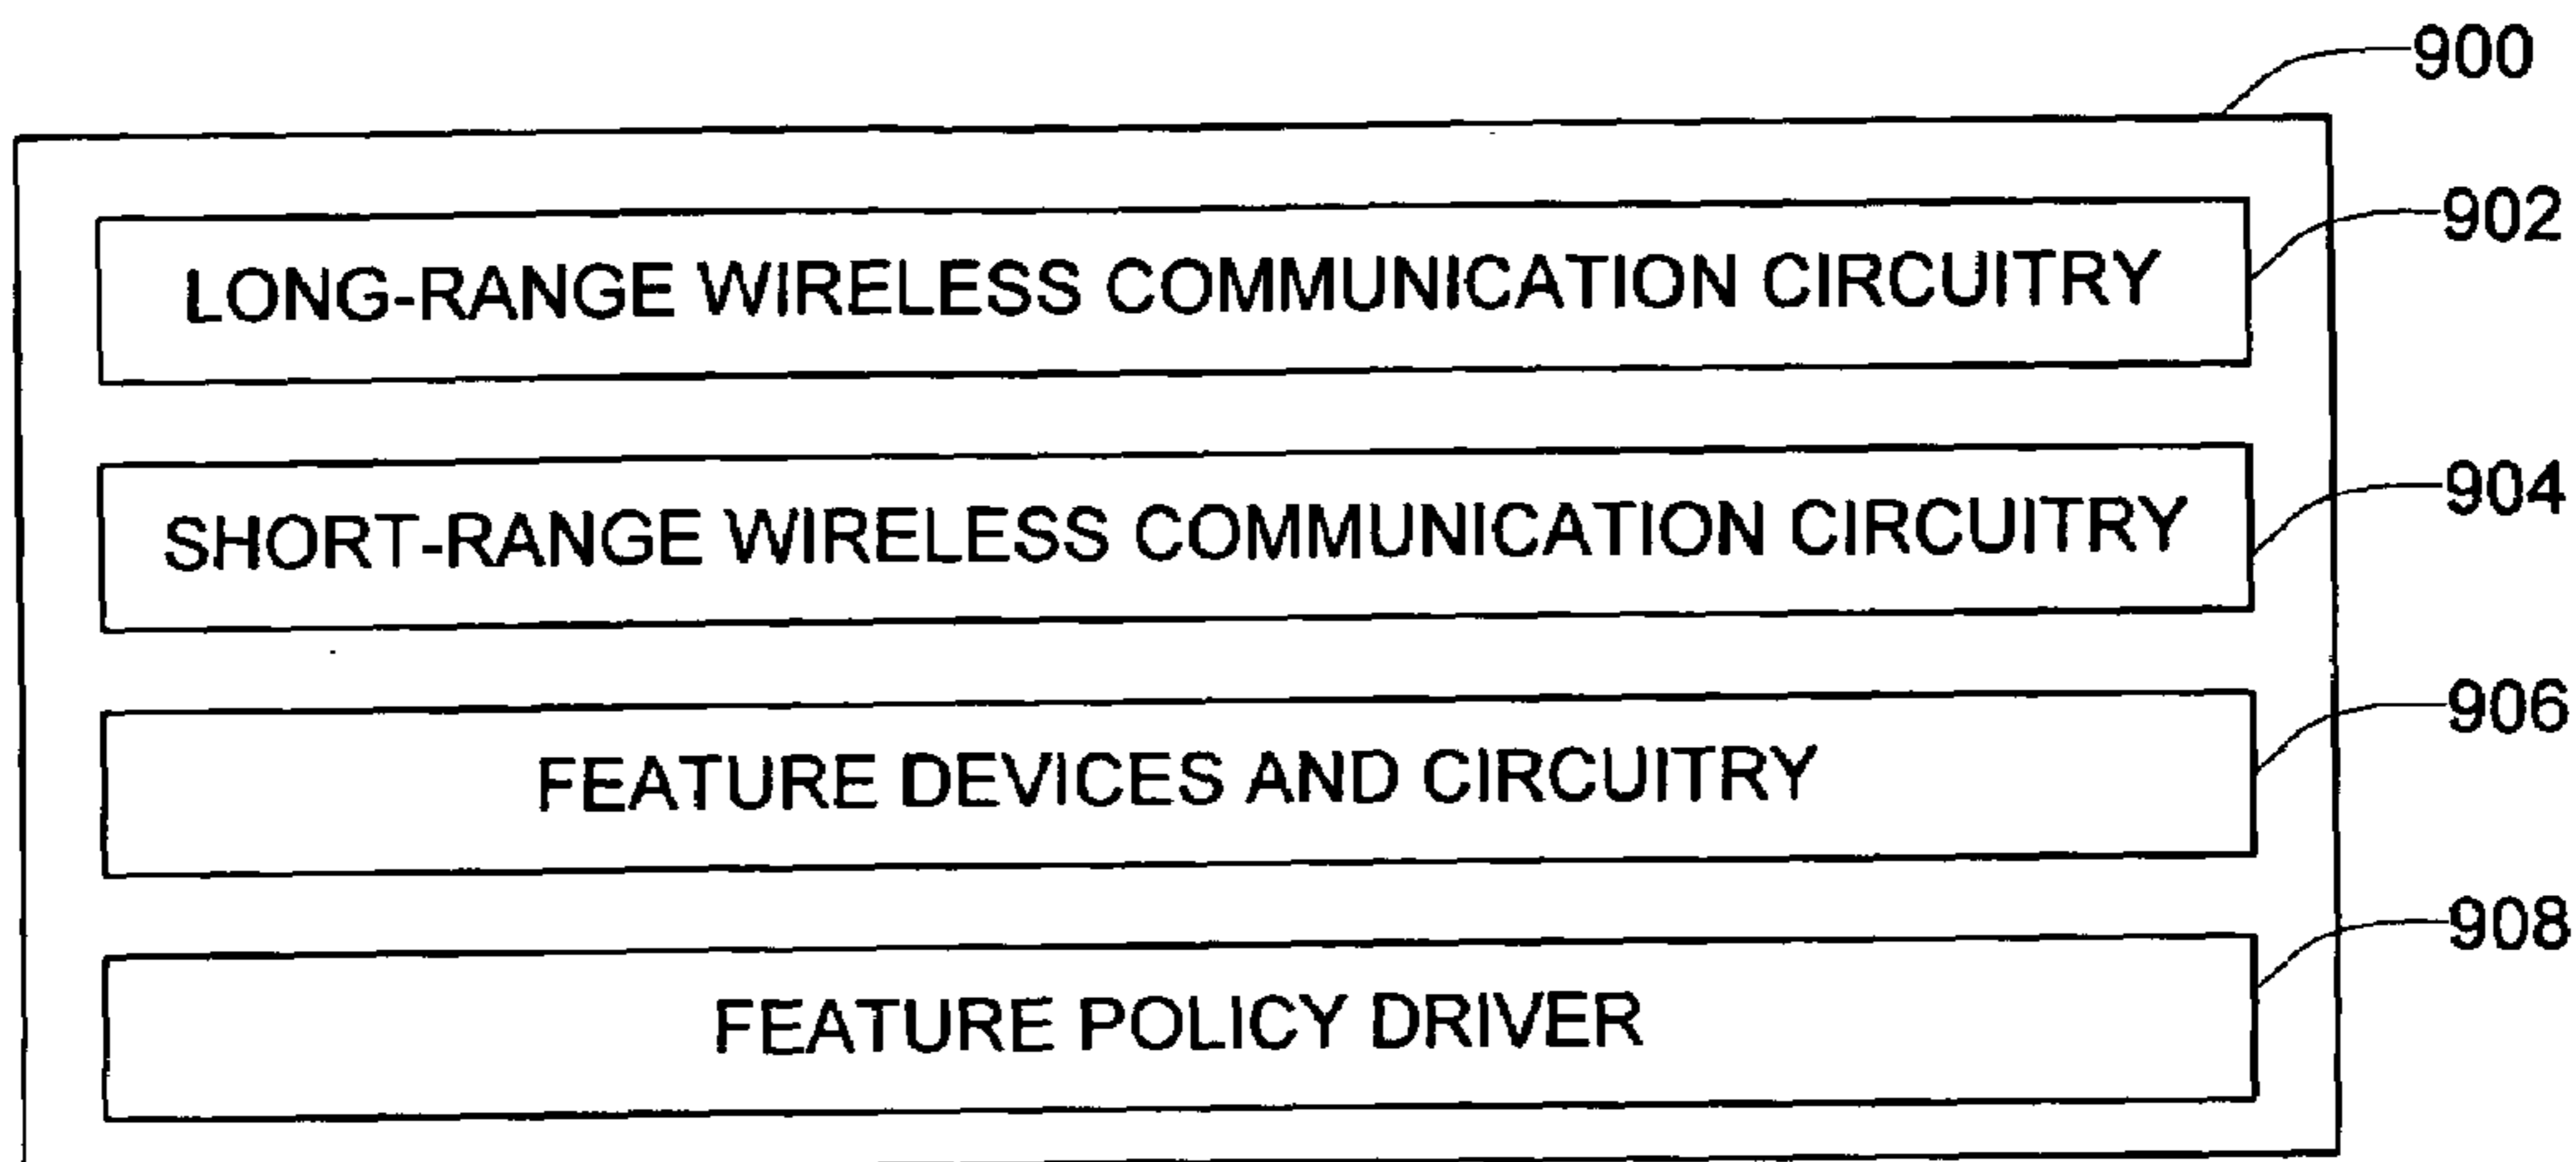 900
LONG-RANGE WIRELESS COMMUNICATION CIRCUITRY
902
SHORT-RANGE WIRELESS COMMUNICATION CIRCUITRY
904
FEATURE DEVICES AND CIRCUITRY
906
FEATURE POLICY DRIVER
908